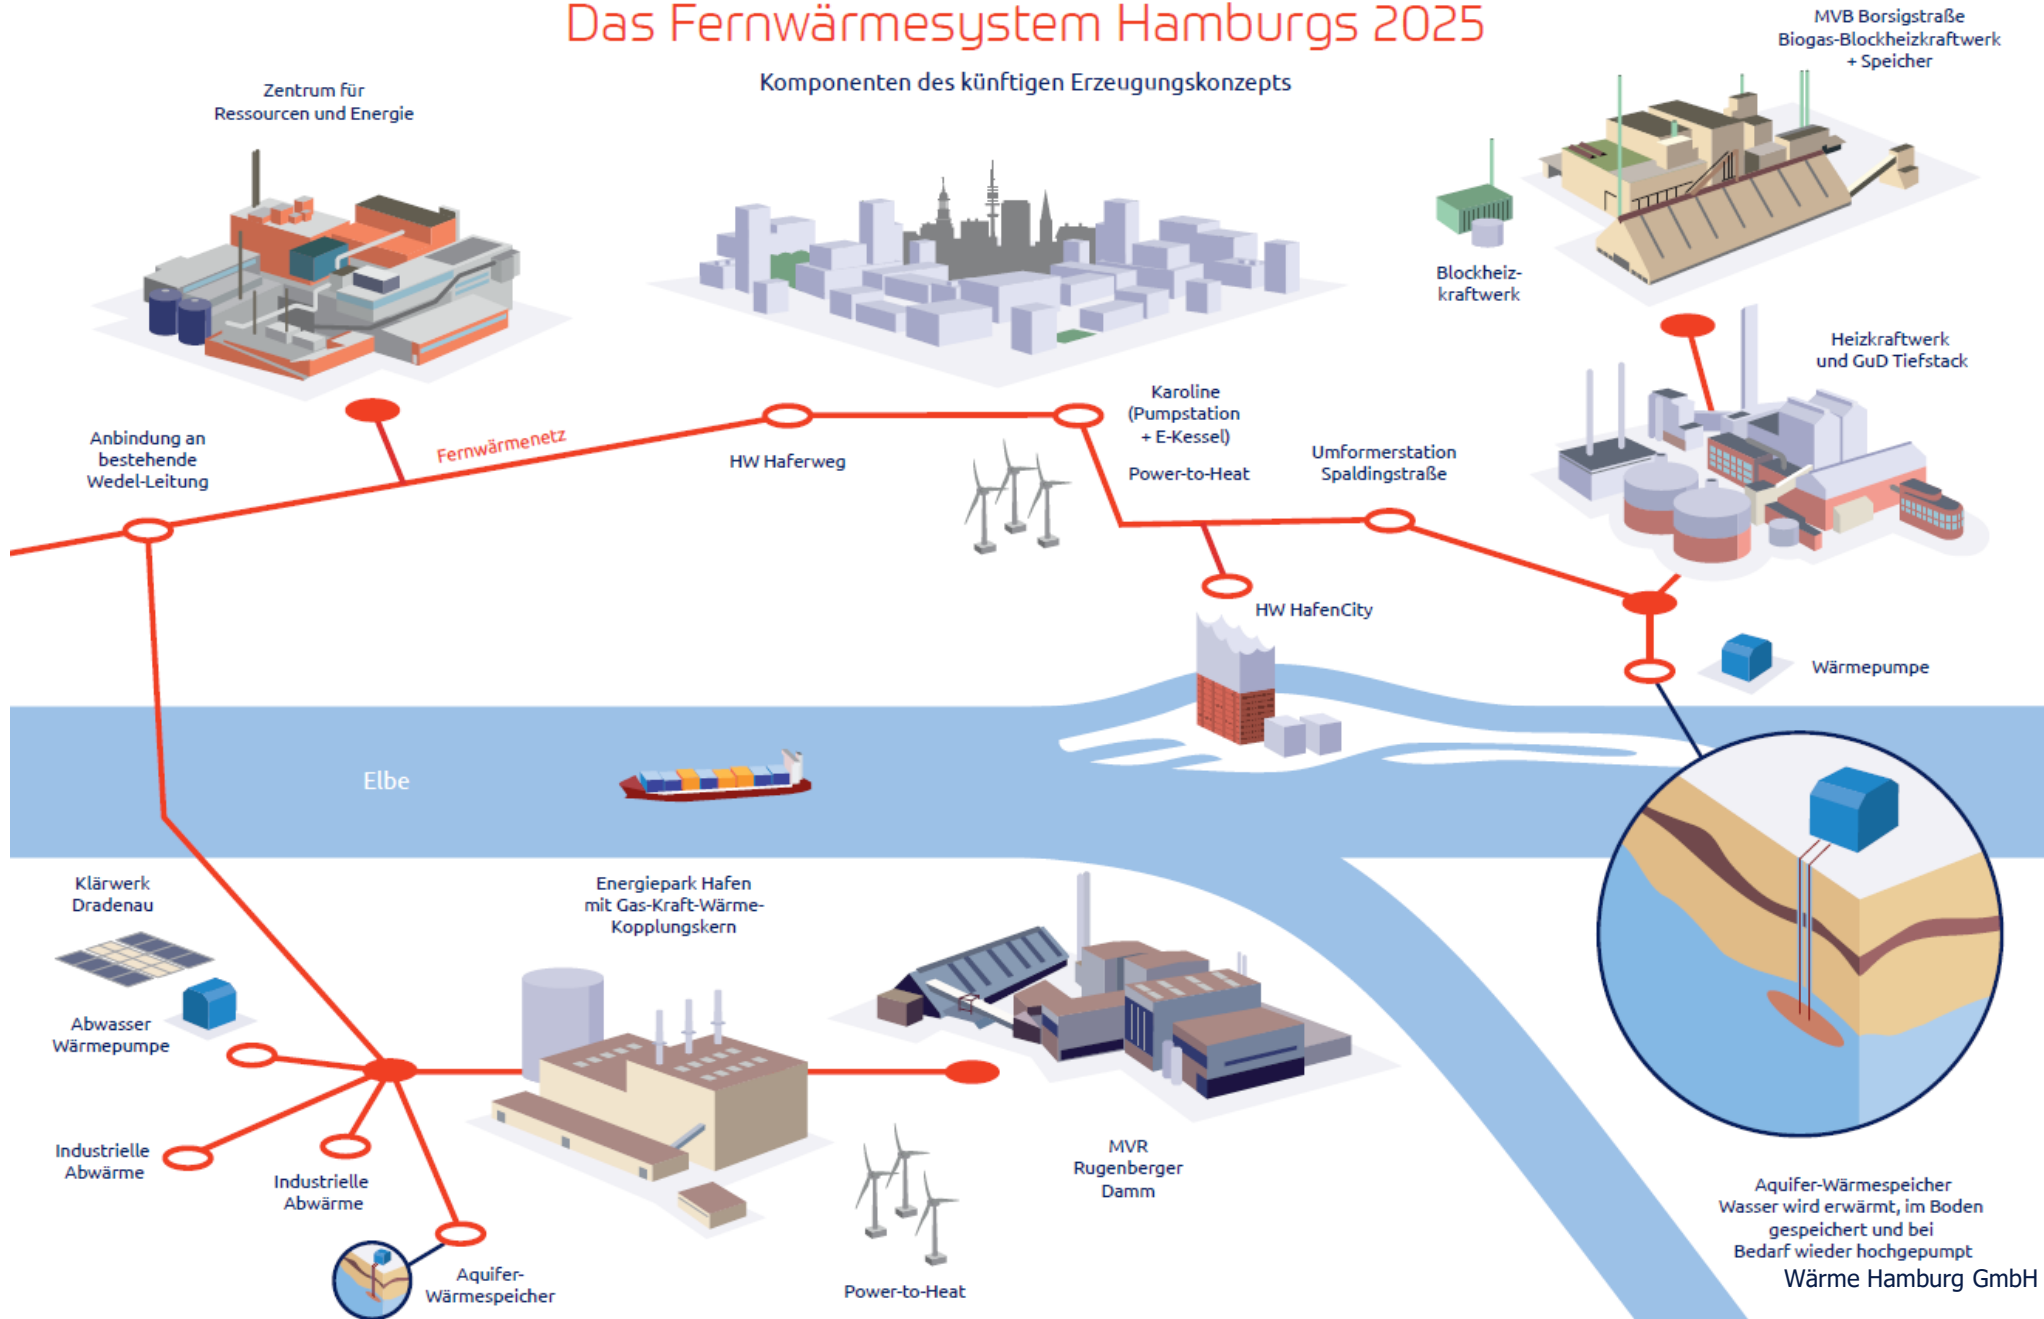 Das Fernwärmesystem Hamburgs 2025
Komponenten des künftigen Erzeugungskonzepts
MVB Borsigstraße
Biogas-Blockheizkraftwerk
+ Speicher
Zentrum für
Ressourcen und Energie
Blockheiz-
kraftwerk
Heizkraftwerk
und GuD Tiefstack
Anbindung an
bestehende
Wedel-Leitung
Fernwärmenetz
HW Haferweg
Karoline
(Pumpstation
+ E-Kessel)
Power-to-Heat
Umformerstation
Spaldingstraße
HW HafenCity
Wärmepumpe
Elbe
Klärwerk
Dradenau
Abwasser
Wärmepumpe
Energiepark Hafen
mit Gas-Kraft-Wärme-
Kopplungskern
Industrielle
Abwärme
Industrielle
Abwärme
MVR
Rugenberger
Damm
Aquifer-
Wärmespeicher
Power-to-Heat
Aquifer-Wärmespeicher
Wasser wird erwärmt, im Boden
gespeichert und bei
Bedarf wieder hochgepumpt
Wärme Hamburg GmbH